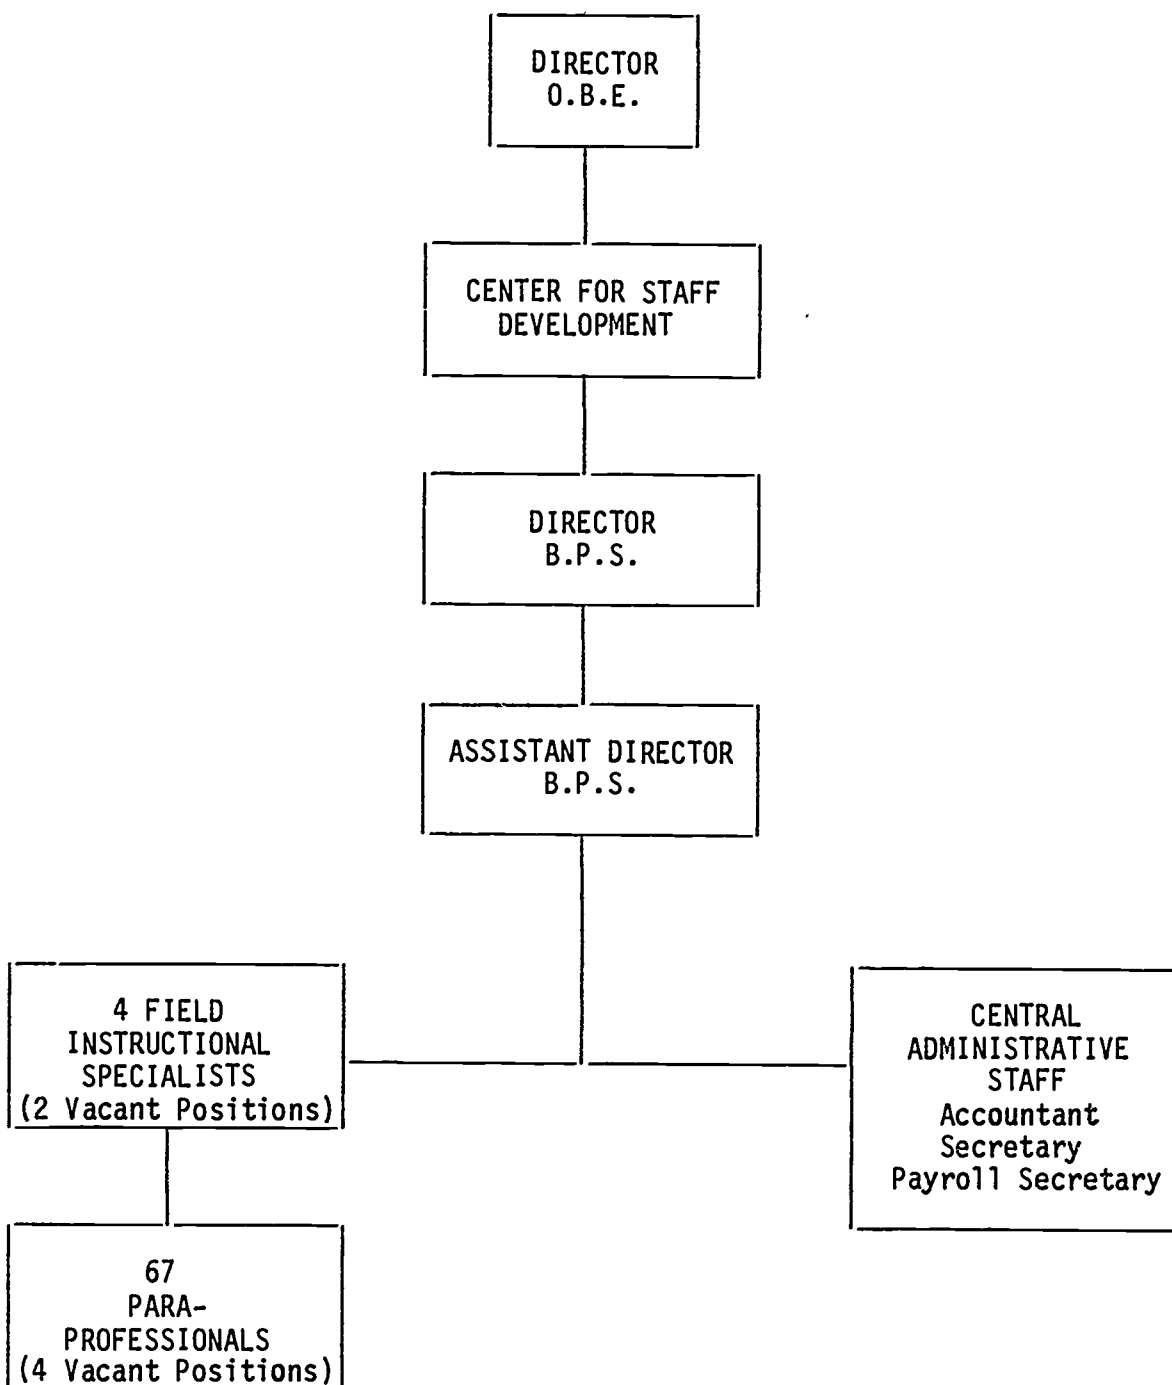 DIRECTOR
O.B.E.
CENTER FOR STAFF
DEVELOPMENT
DIRECTOR
B.P.S.
ASSISTANT DIRECTOR
B.P.S.
4 FIELD
INSTRUCTIONAL
SPECIALISTS
(2 Vacant Positions)
CENTRAL
ADMINISTRATIVE
STAFF
Accountant
Secretary
Payroll Secretary
67
PARA-
PROFESSIONALS
(4 Vacant Positions)